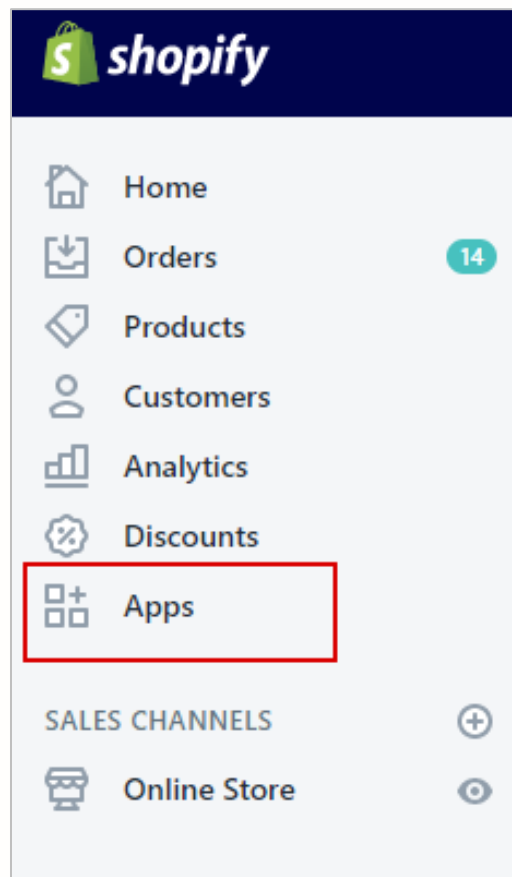 shopify
Home
Orders 14
Products
Customers
Analytics
Discounts
Apps
SALES CHANNELS
Online Store